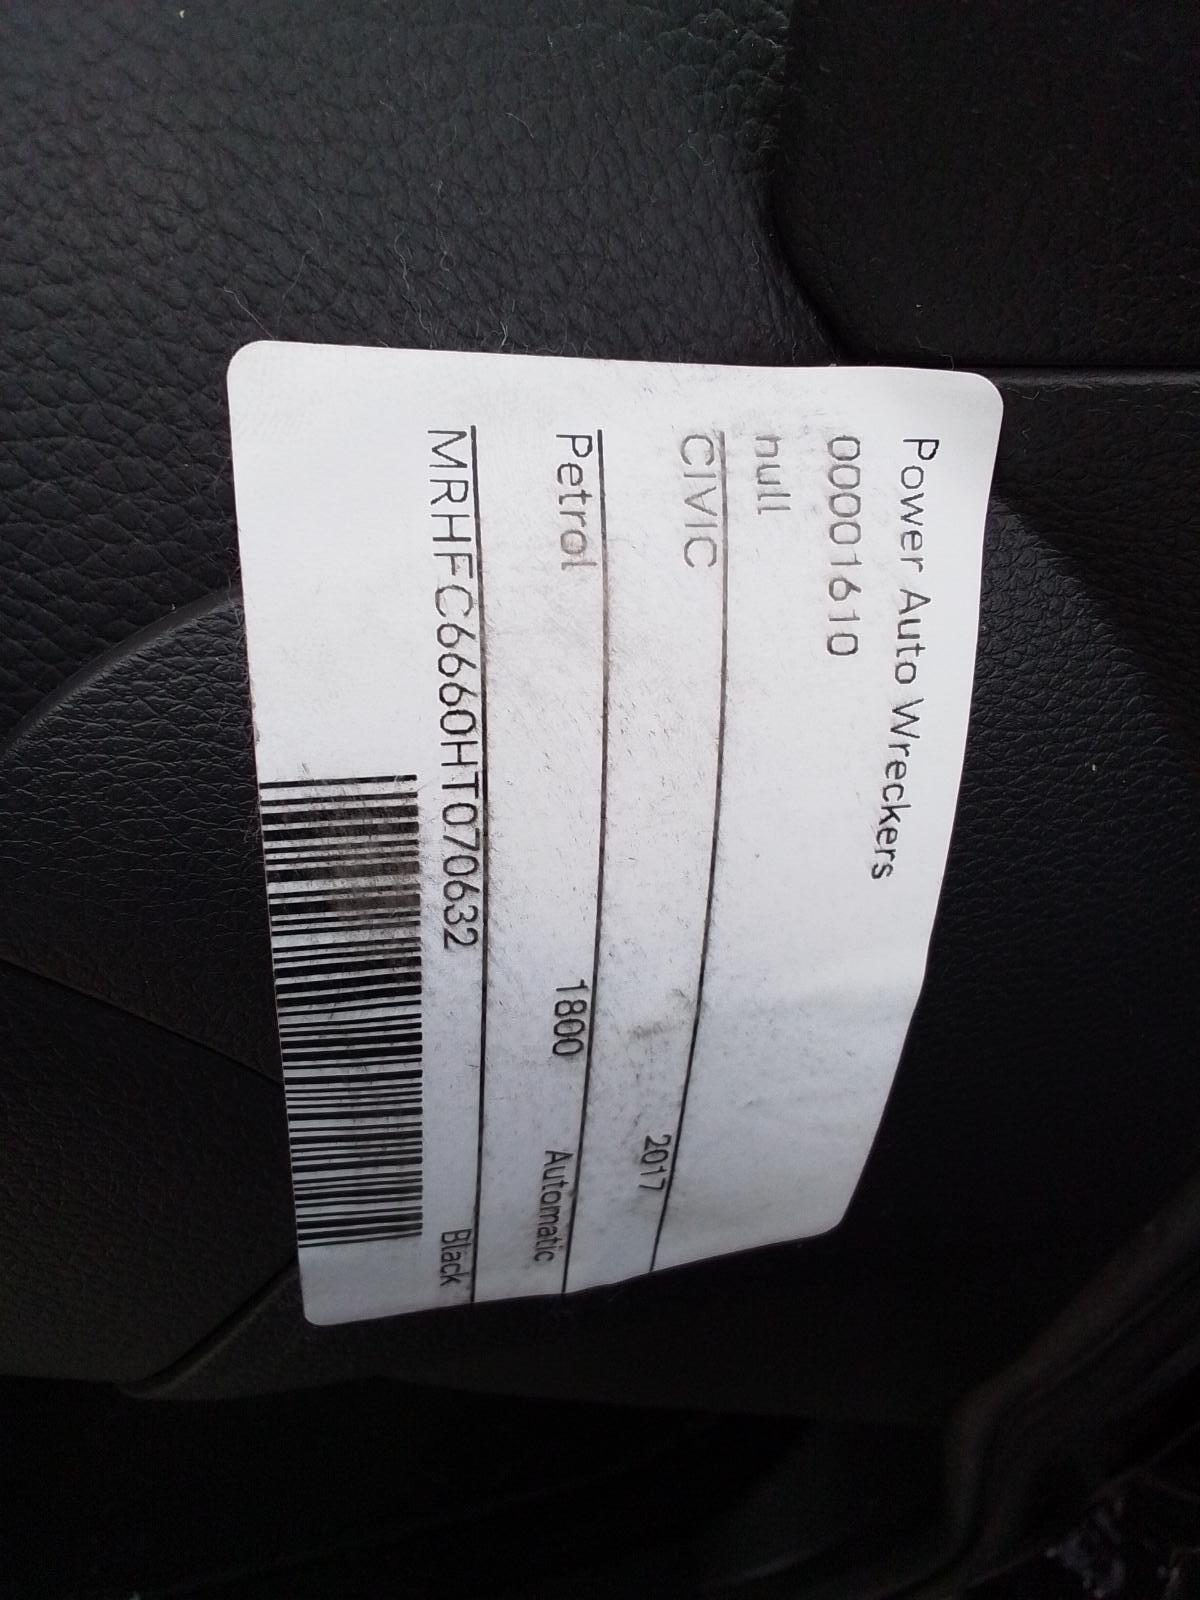 Power Auto Wreckers
00001610
null
CIVIC 2017
Petrol 1800 Automatic
MRHFC6660HT070632 Black